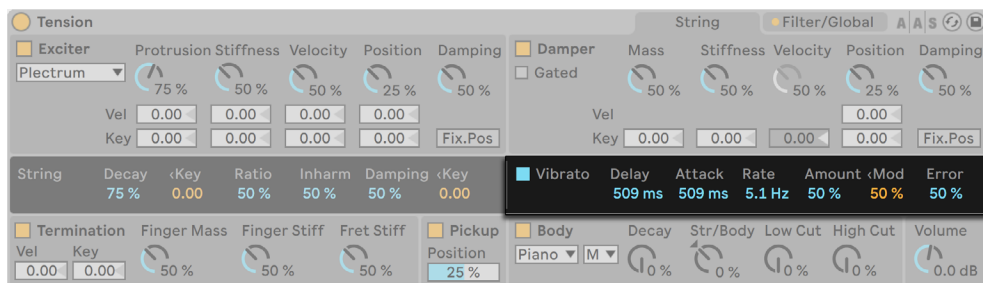 Tension String Filter/Global A A S
Exciter Protrusion Stiffness Velocity Position Damping
Plectrum 75 % 50 % 50 % 25 % 50 %
Vel 0.00 0.00 0.00 0.00
Key 0.00 0.00 0.00 0.00 Fix.Pos
Damper Mass Stiffness Velocity Position Damping
Gated 50 % 50 % 50 % 25 % 50 %
Vel 0.00
Key 0.00 0.00 0.00 0.00 Fix.Pos
String Decay ‹Key Ratio Inharm Damping ‹Key
75 % 0.00 50 % 50 % 50 % 0.00
Vibrato Delay Attack Rate Amount ‹Mod Error
509 ms 509 ms 5.1 Hz 50 % 50 % 50 %
Termination Finger Mass Finger Stiff Fret Stiff
Vel Key
0.00 0.00 50 % 50 % 50 %
Pickup
Position
25 %
Body Decay Str/Body Low Cut High Cut Volume
Piano M 0 % 0 % 0 % 0 % 0.0 dB